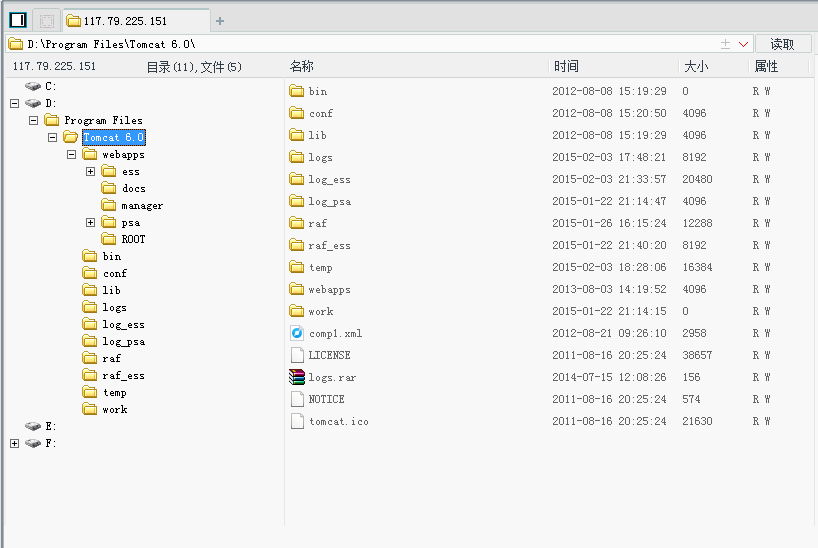 117.79.225.151
D:\Program Files\Tomcat 6.0\
读取
117.79.225.151 目录(11),文件(5)
名称 时间 大小 属性
C:
D:
Program Files
Tomcat 6.0
webapps
ess
docs
manager
psa
ROOT
bin
conf
lib
logs
log_ess
log_psa
raf
raf_ess
temp
work
E:
F:
bin 2012-08-08 15:19:29 0 R W
conf 2012-08-08 15:20:50 4096 R W
lib 2012-08-08 15:19:29 4096 R W
logs 2015-02-03 17:48:21 8192 R W
log_ess 2015-02-03 21:33:57 20480 R W
log_psa 2015-01-22 21:14:47 4096 R W
raf 2015-01-26 16:15:24 12288 R W
raf_ess 2015-01-22 21:40:20 8192 R W
temp 2015-02-03 18:28:06 16384 R W
webapps 2013-08-03 14:19:52 4096 R W
work 2015-01-22 21:14:15 0 R W
comp1.xml 2012-08-21 09:26:10 2958 R W
LICENSE 2011-08-16 20:25:24 38657 R W
logs.rar 2014-07-15 12:08:26 156 R W
NOTICE 2011-08-16 20:25:24 574 R W
tomcat.ico 2011-08-16 20:25:24 21630 R W